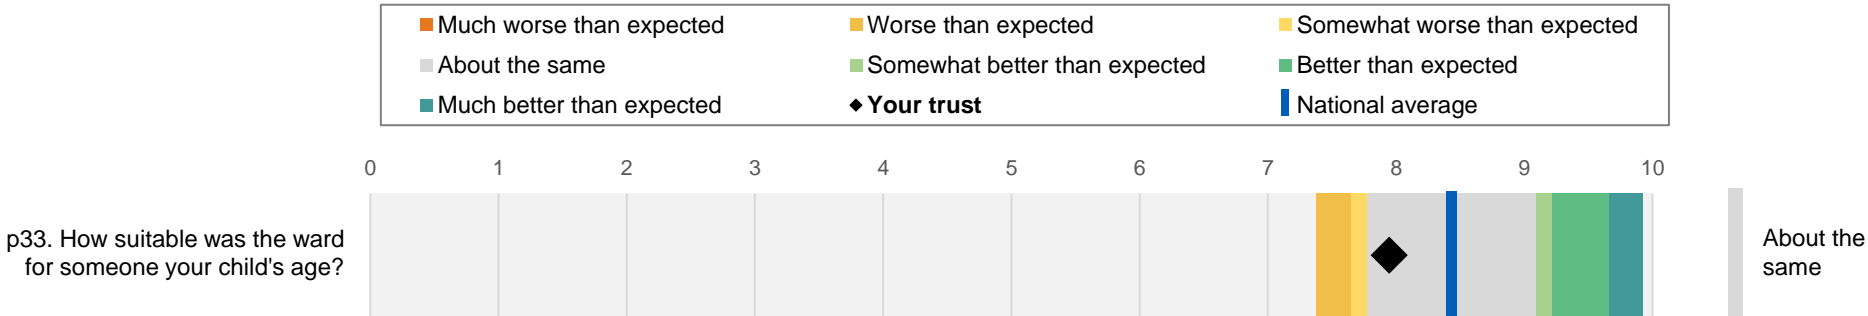 Much worse than expected
Worse than expected
Somewhat worse than expected
About the same
Somewhat better than expected
Better than expected
Much better than expected
Your trust
National average
0 1 2 3 4 5 6 7 8 9 10
p33. How suitable was the ward
for someone your child's age?
About the
same